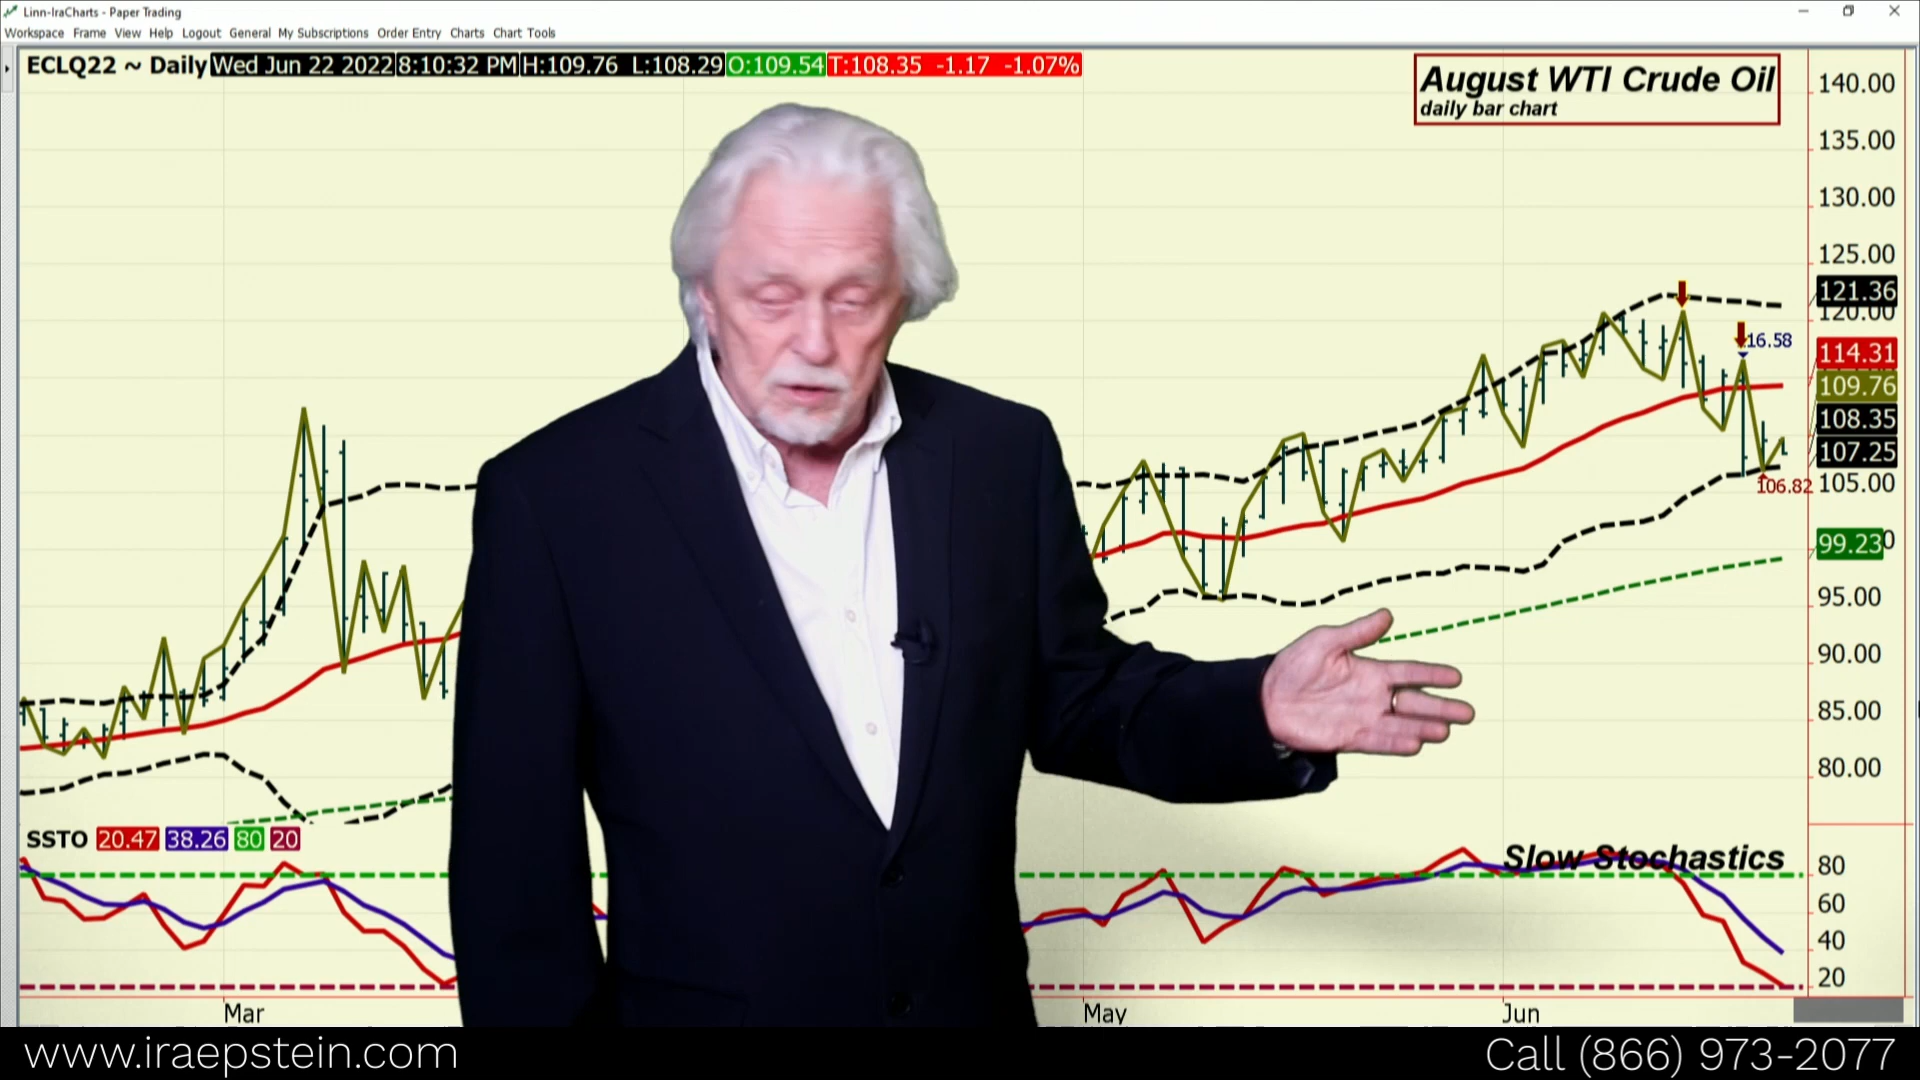 Linn-IraCharts - Paper Trading
Workspace Frame View Help Logout General My Subscriptions Order Entry Charts Chart Tools
ECLQ22 ~ Daily Wed Jun 22 2022 8:10:32 PM H:109.76 L:108.29 O:109.54 T:108.35 -1.17 -1.07%
August WTI Crude Oil
daily bar chart
140.00
135.00
130.00
125.00
121.36
120.00
16.58
114.31
109.76
108.35
107.25
106.82
105.00
99.23
95.00
90.00
85.00
80.00
SSTO 20.47 38.26 80 20
Slow Stochastics
80
60
40
20
Mar May Jun
www.iraepstein.com
Call (866) 973-2077